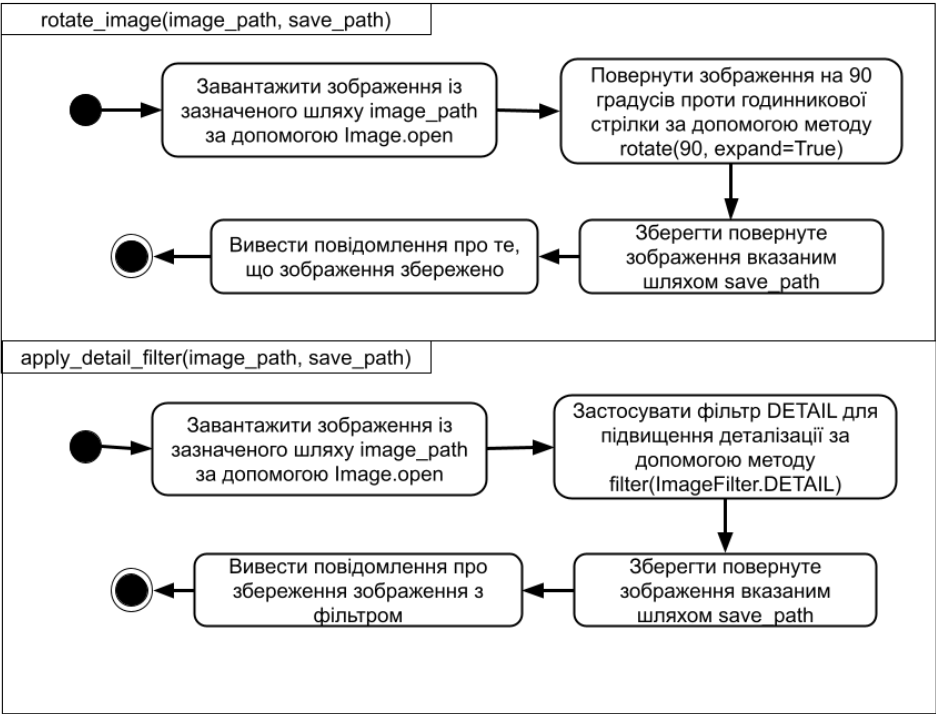 rotate_image(image_path, save_path)
Завантажити зображення із
зазначеного шляху image_path
за допомогою Image.open
Повернути зображення на 90
градусів проти годинникової
стрілки за допомогою методу
rotate(90, expand=True)
Зберегти повернуте
зображення вказаним
шляхом save_path
Вивести повідомлення про те,
що зображення збережено
apply_detail_filter(image_path, save_path)
Завантажити зображення із
зазначеного шляху image_path
за допомогою Image.open
Застосувати фільтр DETAIL для
підвищення деталізації за
допомогою методу
filter(ImageFilter.DETAIL)
Зберегти повернуте
зображення вказаним
шляхом save_path
Вивести повідомлення про
збереження зображення з
фільтром